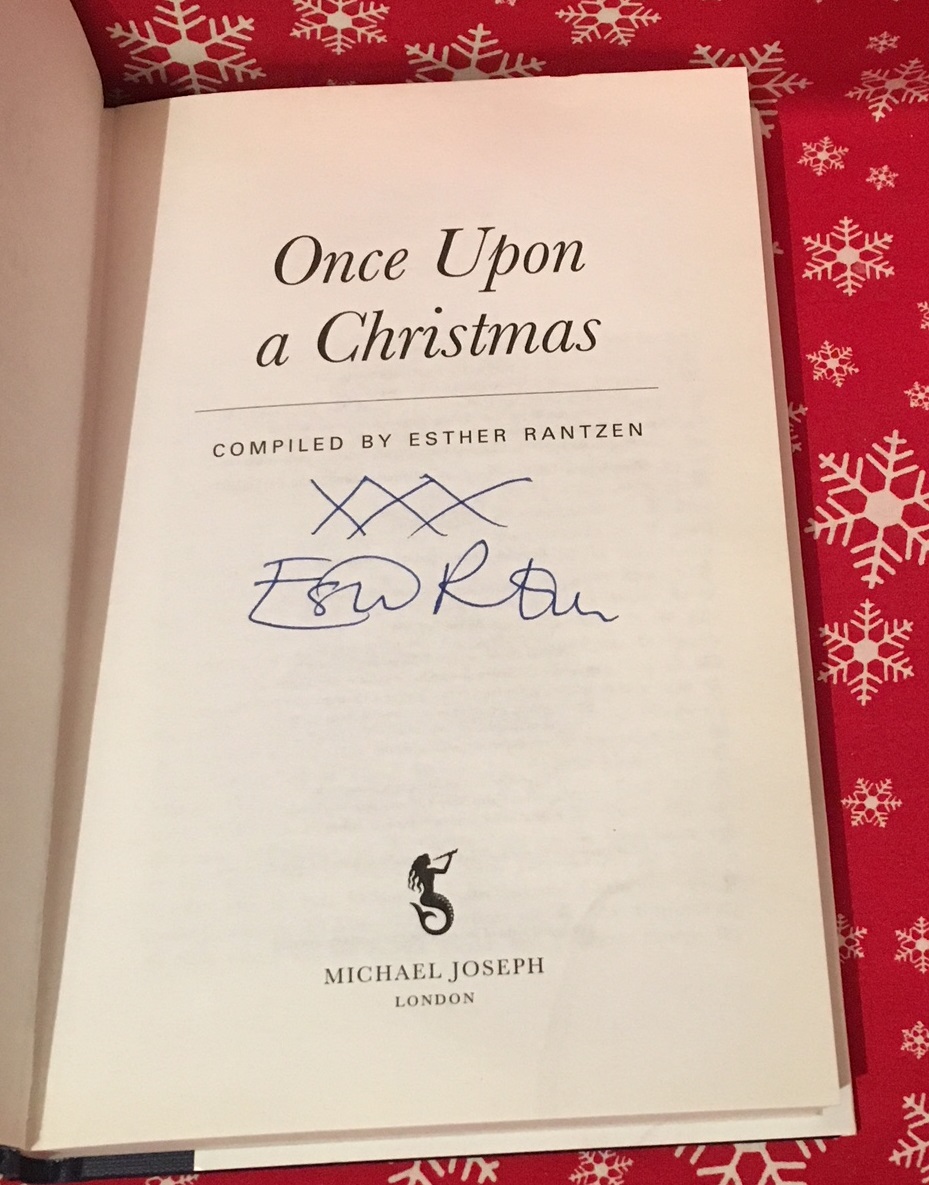 Once Upon
a Christmas
COMPILED BY ESTHER RANTZEN
XXX
MICHAEL JOSEPH
LONDON